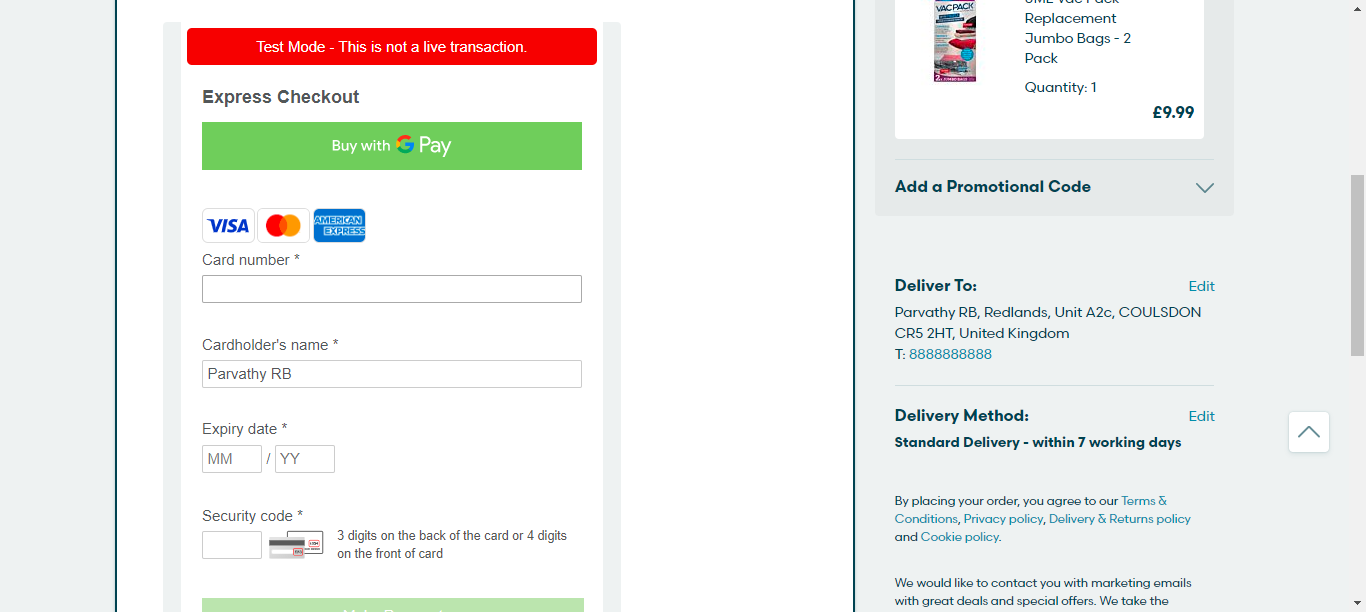 Test Mode - This is not a live transaction.
Express Checkout
Buy with G Pay
VISA
AMERICAN
EXPRESS
Card number *
Cardholder's name *
Parvathy RB
Expiry date *
MM / YY
Security code *
3 digits on the back of the card or 4 digits
on the front of card
VACPACK
Replacement
Jumbo Bags - 2
Pack
Quantity: 1
£9.99
Add a Promotional Code
Deliver To:
Edit
Parvathy RB, Redlands, Unit A2c, COULSDON
CR5 2HT, United Kingdom
T: 8888888888
Delivery Method:
Edit
Standard Delivery - within 7 working days
By placing your order, you agree to our Terms &
Conditions, Privacy policy, Delivery & Returns policy
and Cookie policy.
We would like to contact you with marketing emails
with great deals and special offers. We take the